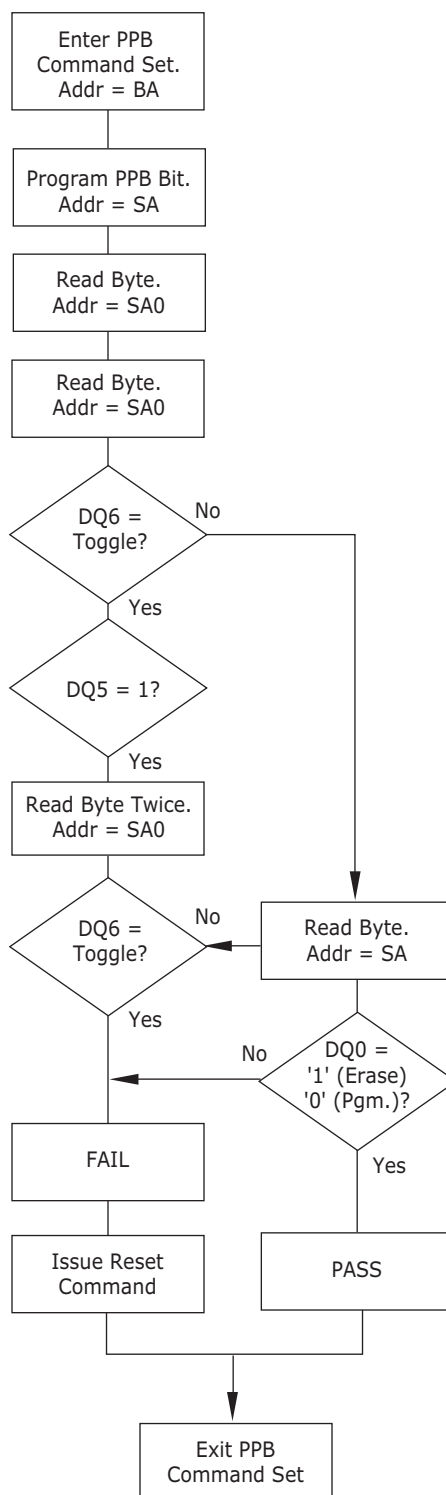 Enter PPB
Command Set.
Addr = BA
Program PPB Bit.
Addr = SA
Read Byte.
Addr = SA0
Read Byte.
Addr = SA0
DQ6 =
Toggle?
No
Yes
DQ5 = 1?
Yes
Read Byte Twice.
Addr = SA0
DQ6 =
Toggle?
No
Read Byte.
Addr = SA
Yes
No
DQ0 =
'1' (Erase)
'0' (Pgm.)?
FAIL
Yes
Issue Reset
Command
PASS
Exit PPB
Command Set